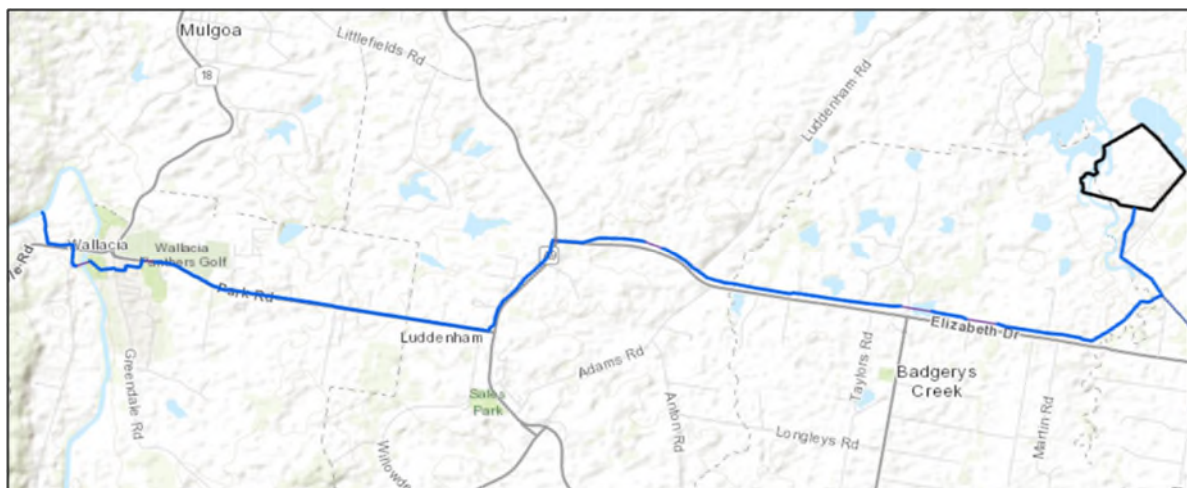 Mulgoa
Littlefields Rd
18
Luddenham Rd
Wallacia
Wallacia
Panthers Golf
Park Rd
Luddenham
Elizabeth Dr
Greendale Rd
Sales
Park
Adams Rd
Anton Rd
Taylors Rd
Badgerys
Creek
Martin Rd
Longleys Rd